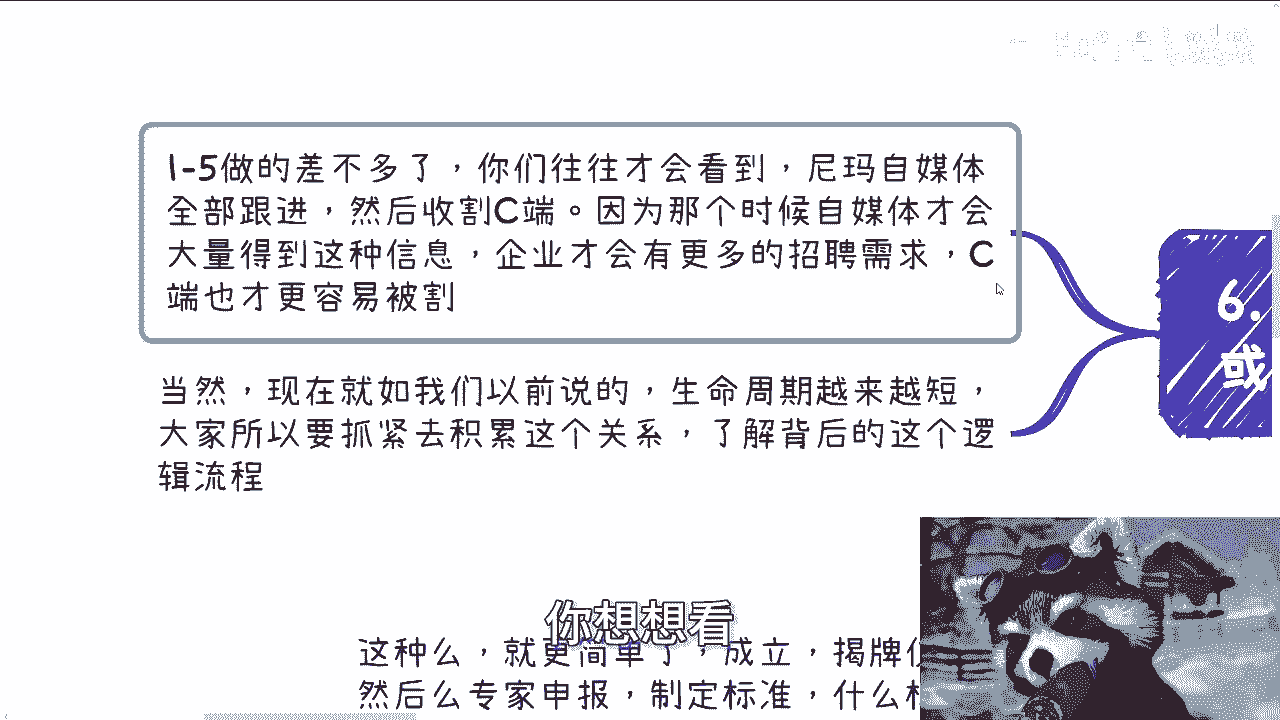 1-5做的差不多了，你们往往才会看到，尼玛自媒体
全部跟进，然后收割C端。因为那个时候自媒体才会
大量得到这种信息，企业才会有更多的招聘需求，C
端也才更容易被割
6.
或
当然，现在就如我们以前说的，生命周期越来越短，
大家所以要抓紧去积累这个关系，了解背后的这个逻
辑流程
你想想看
这种么，就更简单了，成立，揭牌仪
然后么专家申报，制定标准，什么